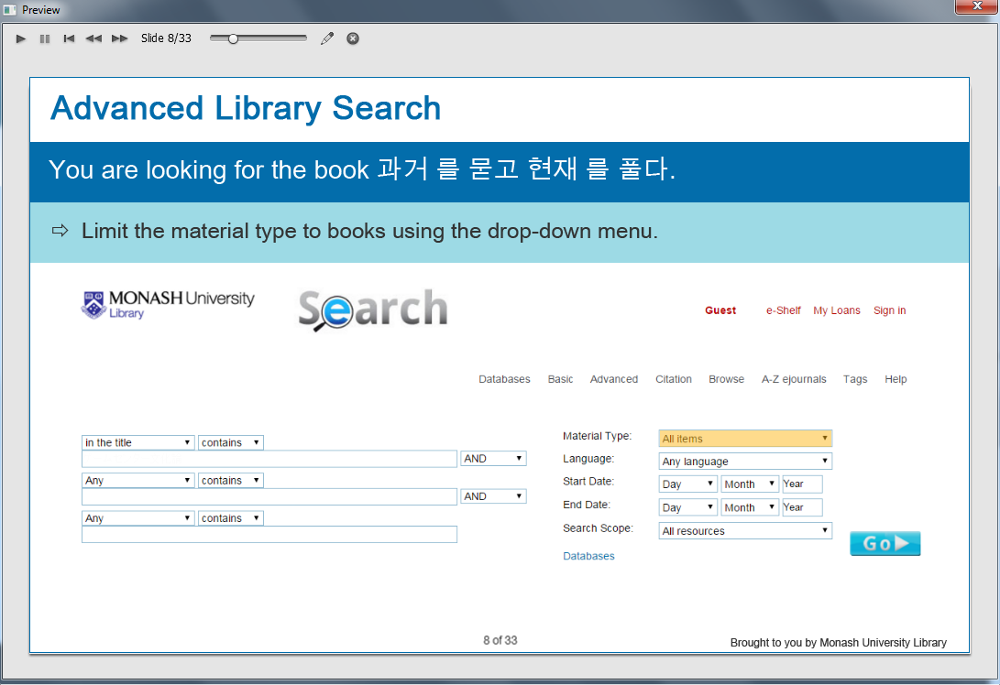 Preview
Slide 8/33
Advanced Library Search
You are looking for the book 과거 를 묻고 현재 를 풀다.
⇨ Limit the material type to books using the drop-down menu.
MONASH University
Library
Search
Guest e-Shelf My Loans Sign in
Databases Basic Advanced Citation Browse A-Z ejournals Tags Help
in the title contains
AND
Any contains
AND
Any contains
Material Type: All items
Language: Any language
Start Date: Day Month Year
End Date: Day Month Year
Search Scope: All resources
Databases
Go
8 of 33
Brought to you by Monash University Library